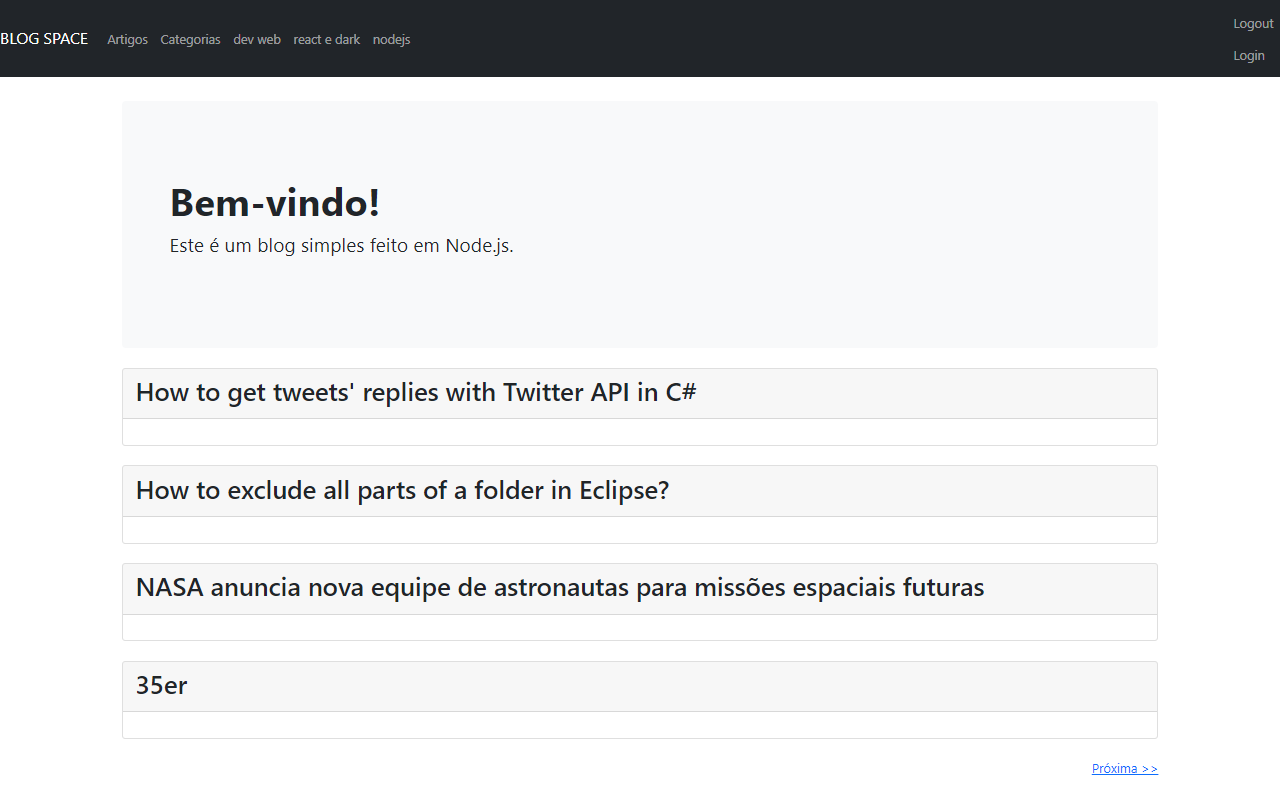 BLOG SPACE Artigos Categorias dev web react e dark nodejs
Logout
Login
Bem-vindo!
Este é um blog simples feito em Node.js.
How to get tweets' replies with Twitter API in C#
How to exclude all parts of a folder in Eclipse?
NASA anuncia nova equipe de astronautas para missões espaciais futuras
35er
Próxima >>